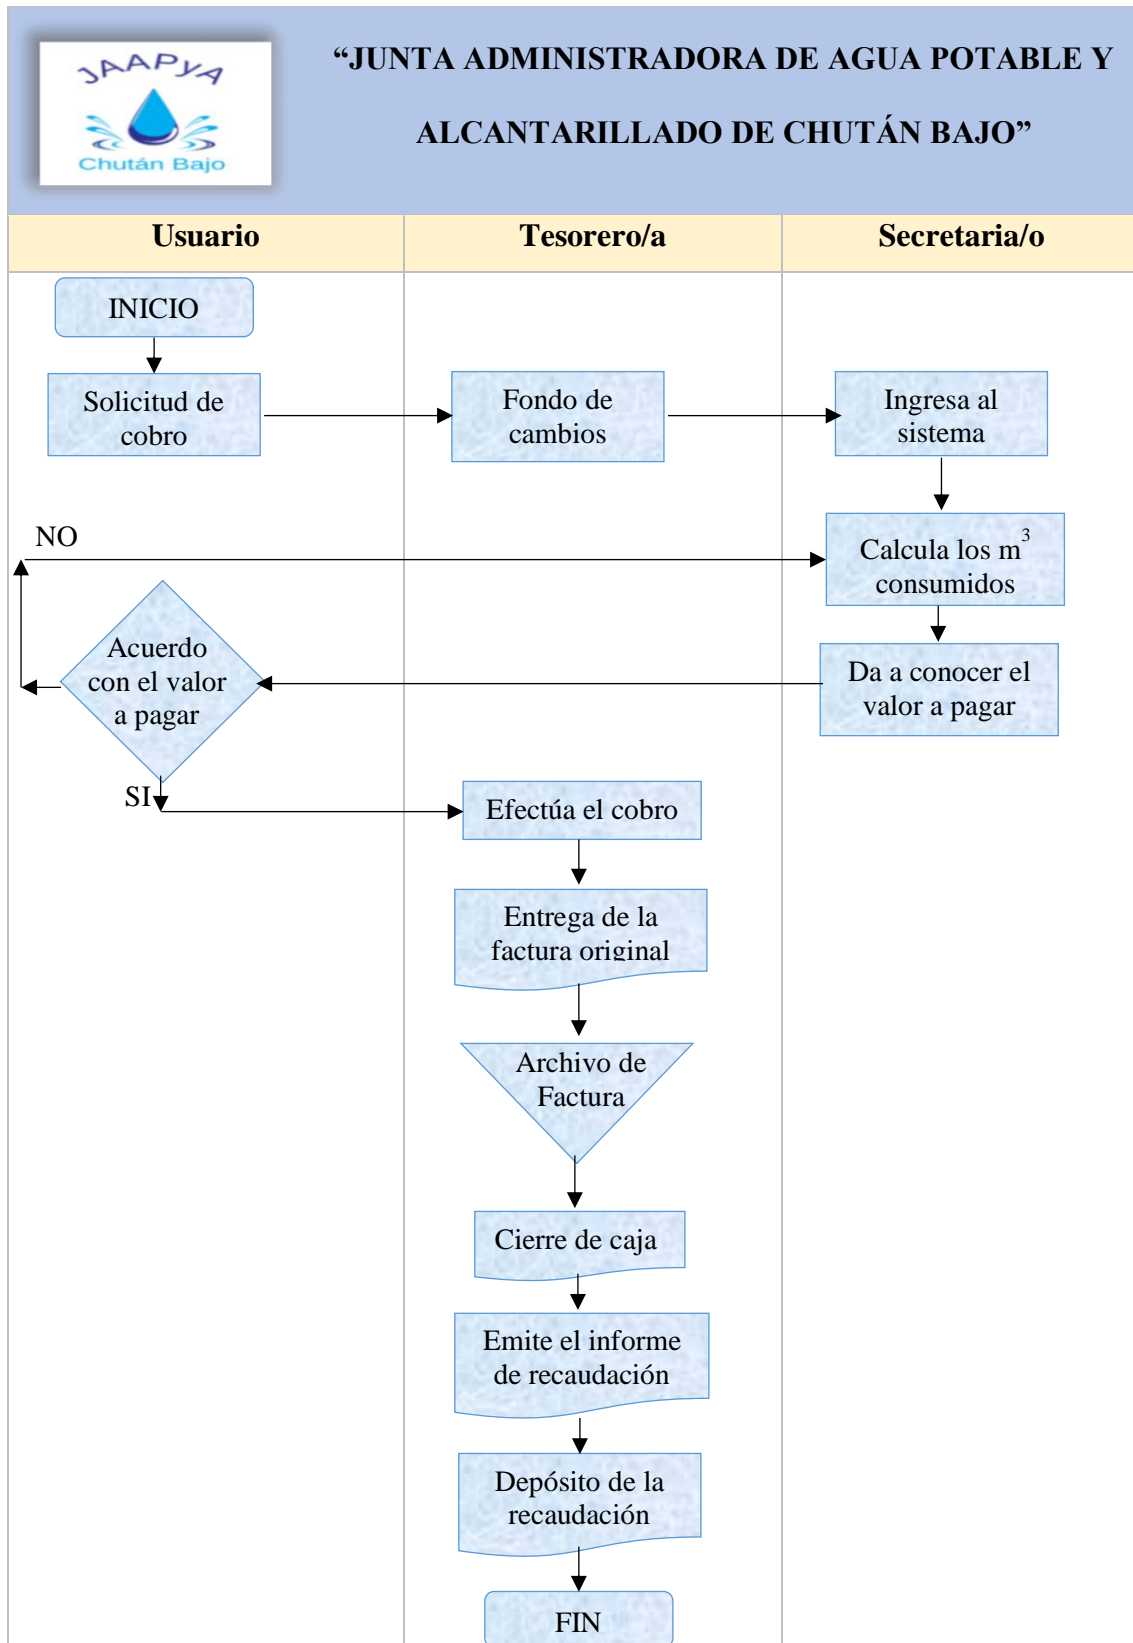 JAAPyA
Chután Bajo
“JUNTA ADMINISTRADORA DE AGUA POTABLE Y
ALCANTARILLADO DE CHUTÁN BAJO”
Usuario
Tesorero/a
Secretaria/o
INICIO
Solicitud de
cobro
Fondo de
cambios
Ingresa al
sistema
NO
Calcula los m³
consumidos
Acuerdo
con el valor
a pagar
Da a conocer el
valor a pagar
SI
Efectúa el cobro
Entrega de la
factura original
Archivo de
Factura
Cierre de caja
Emite el informe
de recaudación
Depósito de la
recaudación
FIN